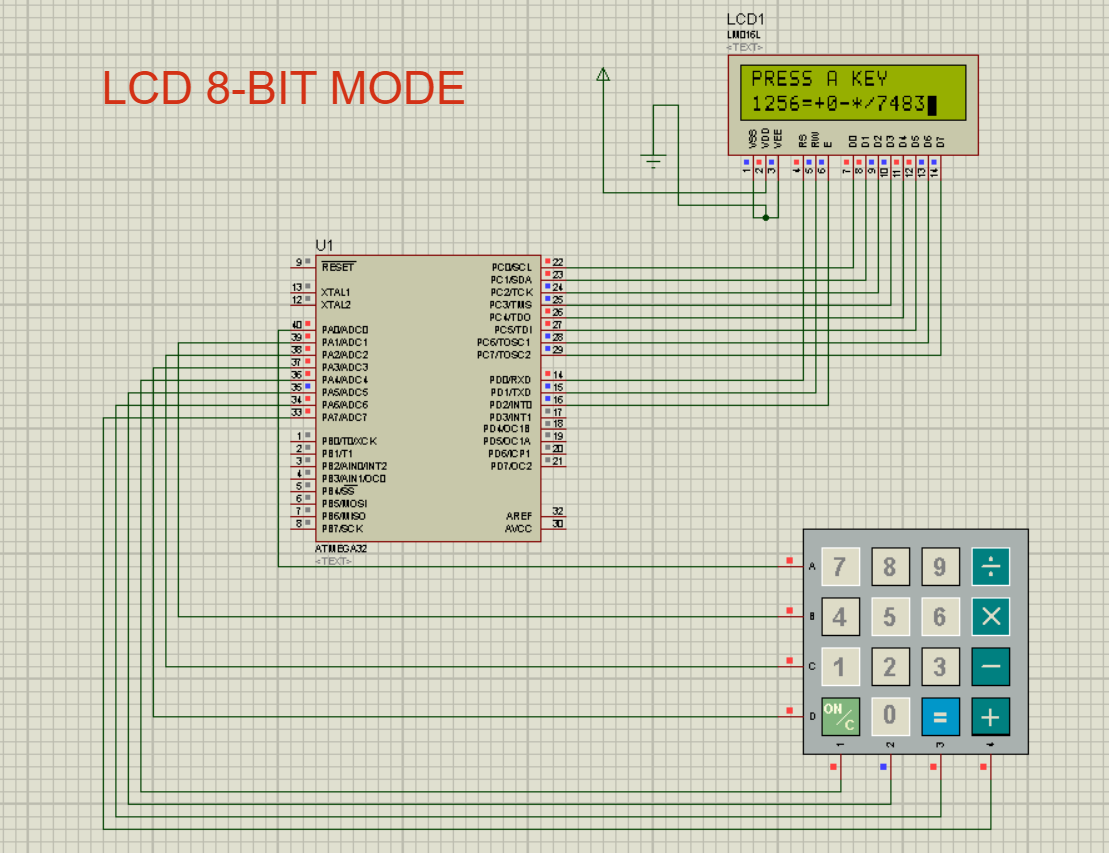 LCD1
LM016L
<TEXT>
LCD 8-BIT MODE
PRESS A KEY
1256=+0-*/7483
VSS VDD VEE RS RW E D0 D1 D2 D3 D4 D5 D6 D7
1 2 3 4 5 6 7 8 9 10 11 12 13 14
U1
9 RESET PC0/SCL 22
PC1/SDA 23
13 XTAL1 PC2/TCK 24
12 XTAL2 PC3/TMS 25
PC4/TDO 26
40 PA0/ADC0 PC5/TDI 27
39 PA1/ADC1 PC6/TOSC1 28
38 PA2/ADC2 PC7/TOSC2 29
37 PA3/ADC3
36 PA4/ADC4 PD0/RXD 14
35 PA5/ADC5 PD1/TXD 15
34 PA6/ADC6 PD2/INT0 16
33 PA7/ADC7 PD3/INT1 17
PD4/OC1B 18
1 PB0/T0/XCK PD5/OC1A 19
2 PB1/T1 PD6/ICP1 20
3 PB2/AIN0/INT2 PD7/OC2 21
4 PB3/AIN1/OC0
5 PB4/SS
6 PB5/MOSI
7 PB6/MISO AREF 32
8 PB7/SCK AVCC 30
ATMEGA32
<TEXT>
A 7 8 9 ÷
B 4 5 6 ×
C 1 2 3 −
D ON/C 0 = +
1 2 3 4